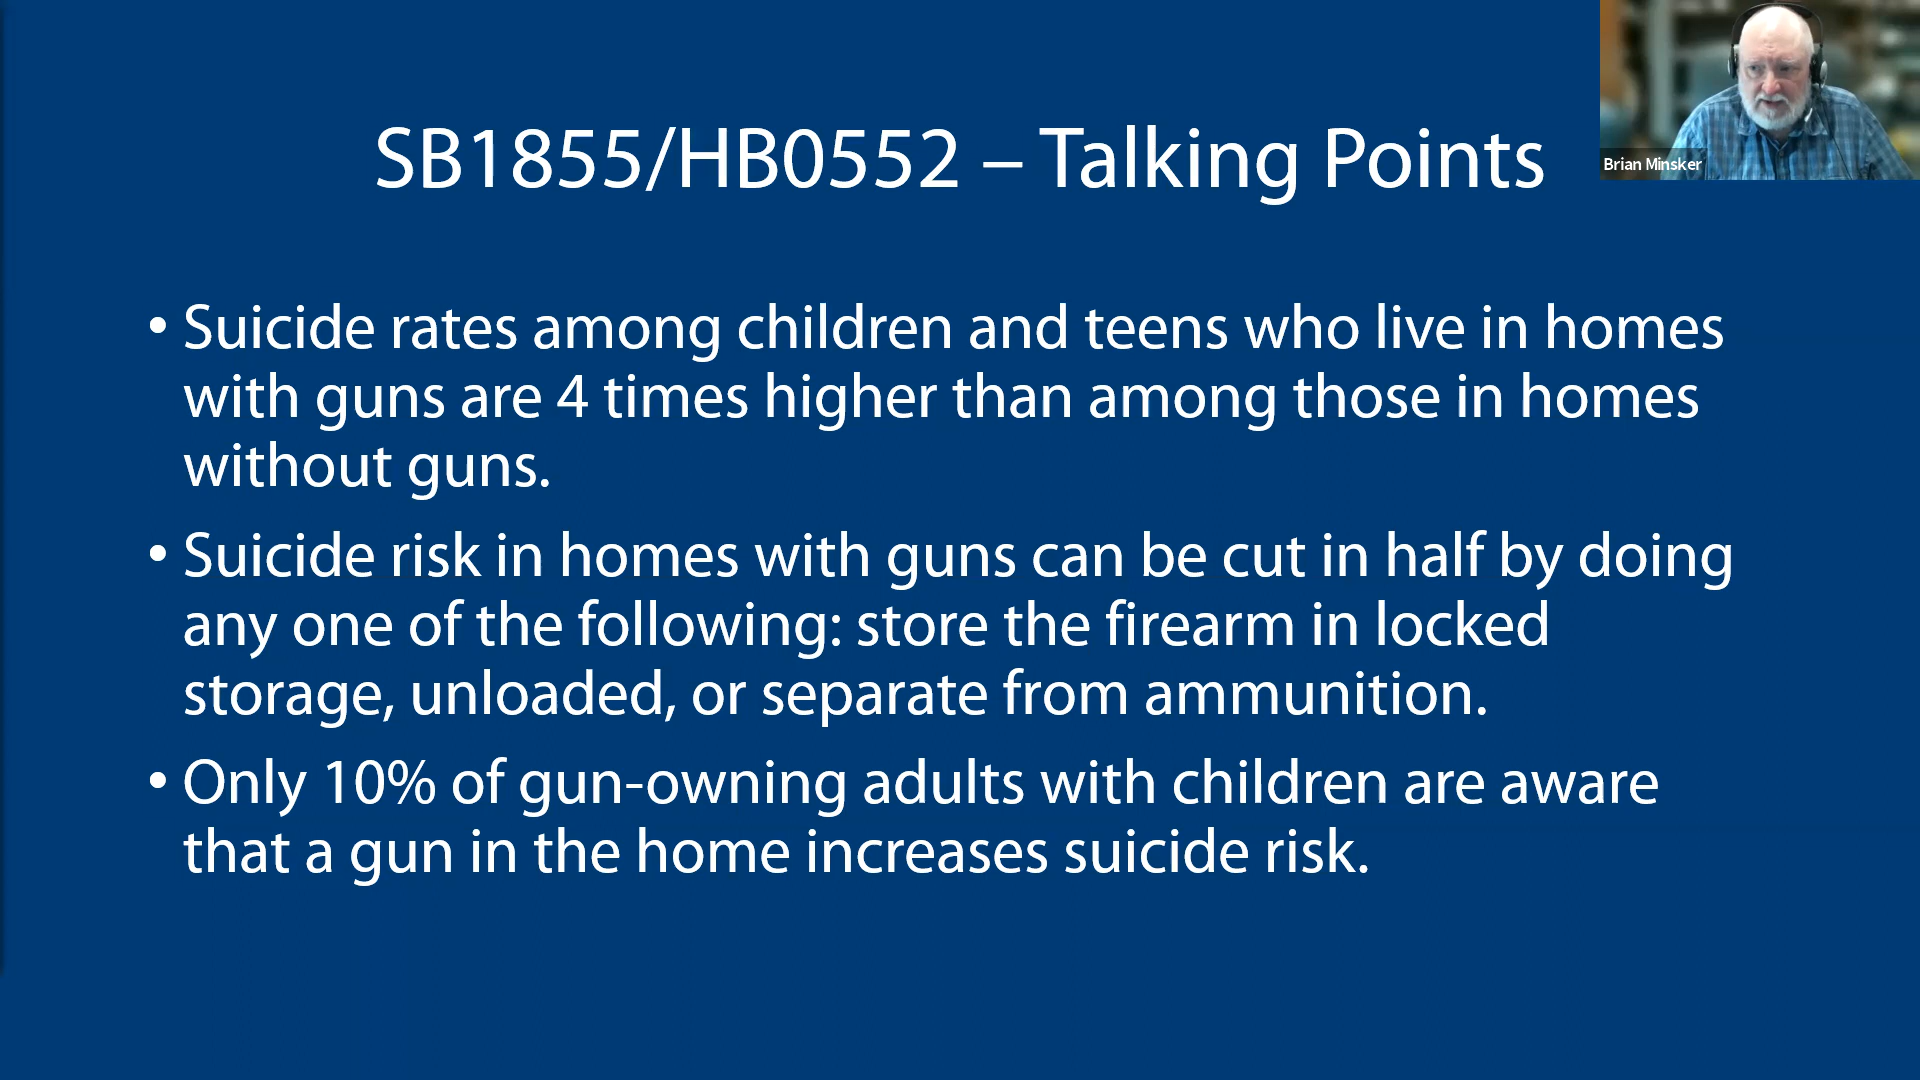 Brian Minsker
SB1855/HB0552 – Talking Points
• Suicide rates among children and teens who live in homes
with guns are 4 times higher than among those in homes
without guns.
• Suicide risk in homes with guns can be cut in half by doing
any one of the following: store the firearm in locked
storage, unloaded, or separate from ammunition.
• Only 10% of gun-owning adults with children are aware
that a gun in the home increases suicide risk.